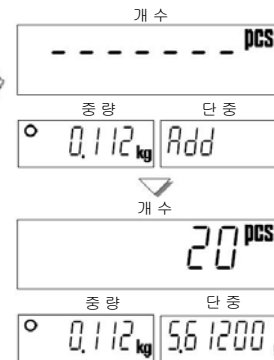 개 수
- - - - - - - pcs
중 량 단 중
0.112 kg Add
개 수
20 pcs
중 량 단 중
0.112 kg 5.61200